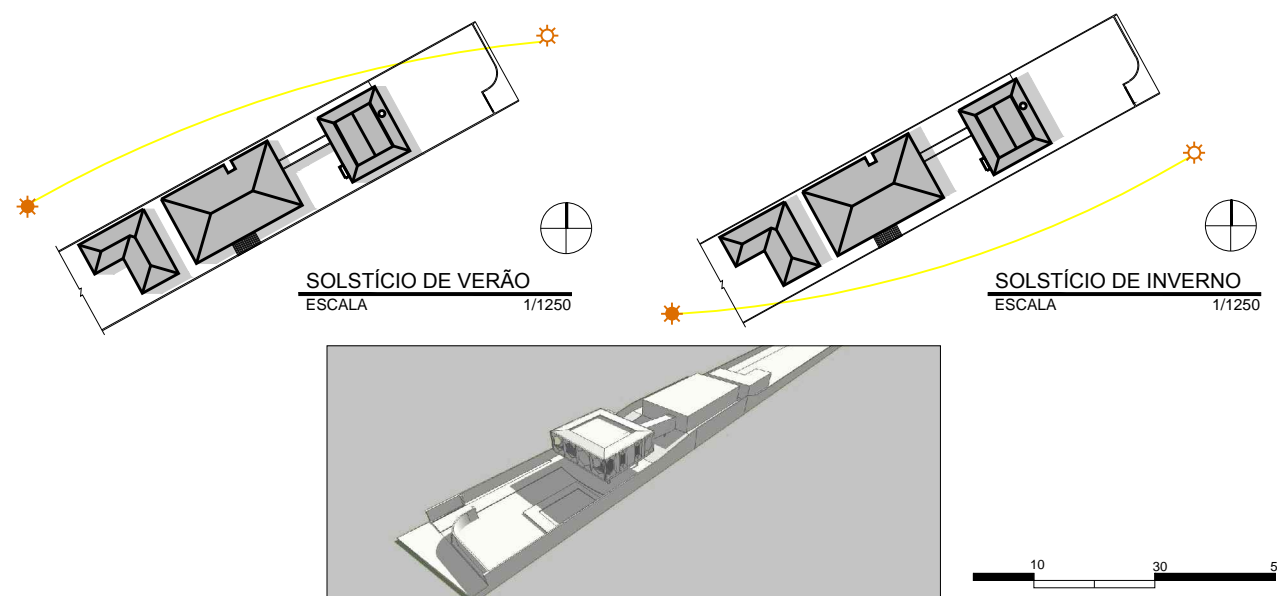 SOLSTÍCIO DE VERÃO
ESCALA 1/1250
SOLSTÍCIO DE INVERNO
ESCALA 1/1250
10 30 5